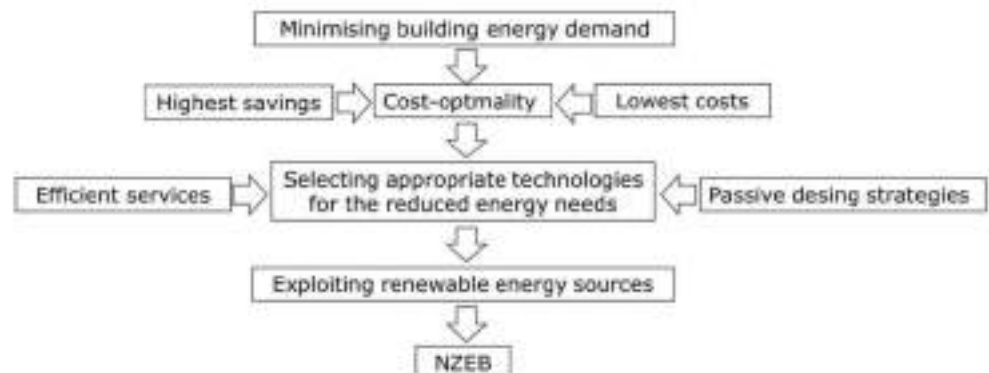 Minimising building energy demand
Highest savings
Cost-optmality
Lowest costs
Efficient services
Selecting appropriate technologies
for the reduced energy needs
Passive desing strategies
Exploiting renewable energy sources
NZEB